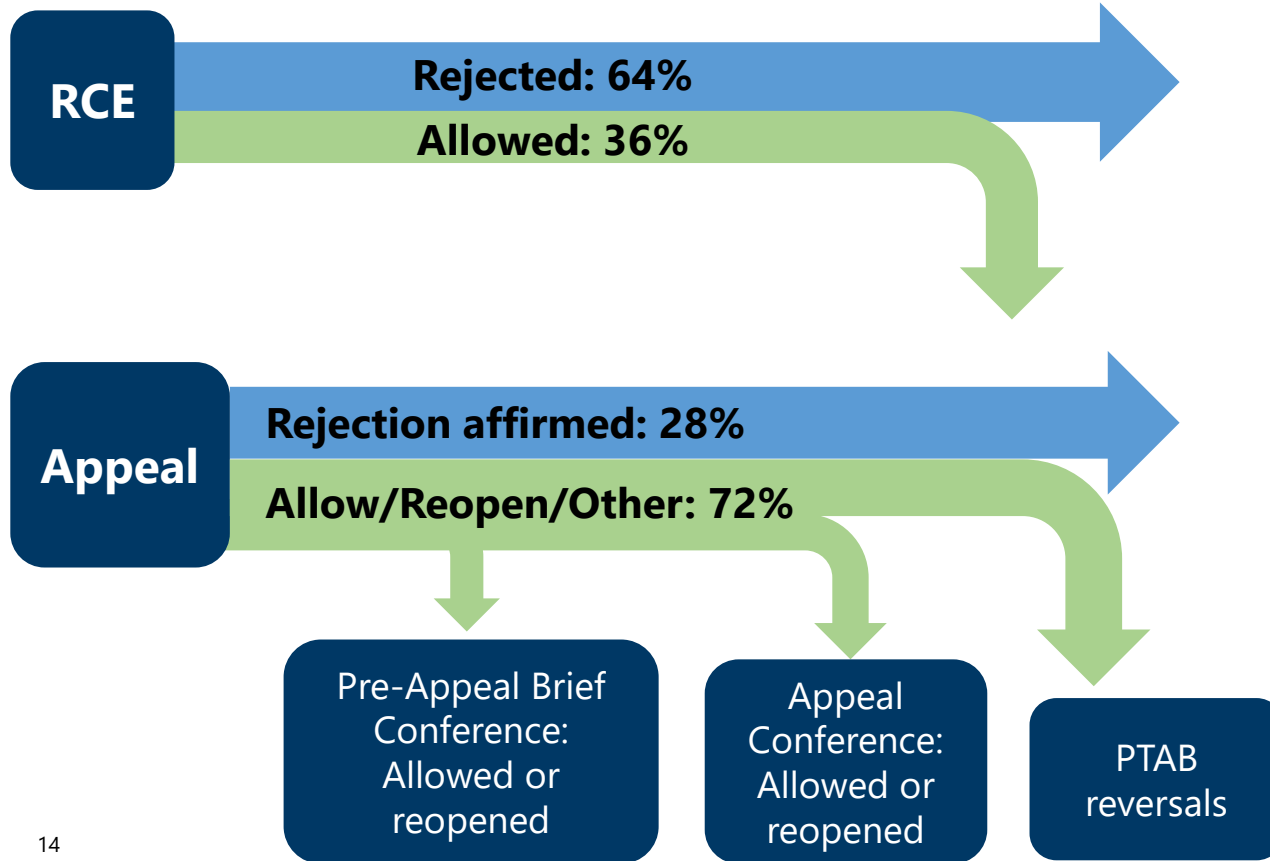 RCE
Rejected: 64%
Allowed: 36%
Appeal
Rejection affirmed: 28%
Allow/Reopen/Other: 72%
Pre-Appeal Brief
Conference:
Allowed or
reopened
Appeal
Conference:
Allowed or
reopened
PTAB
reversals
14